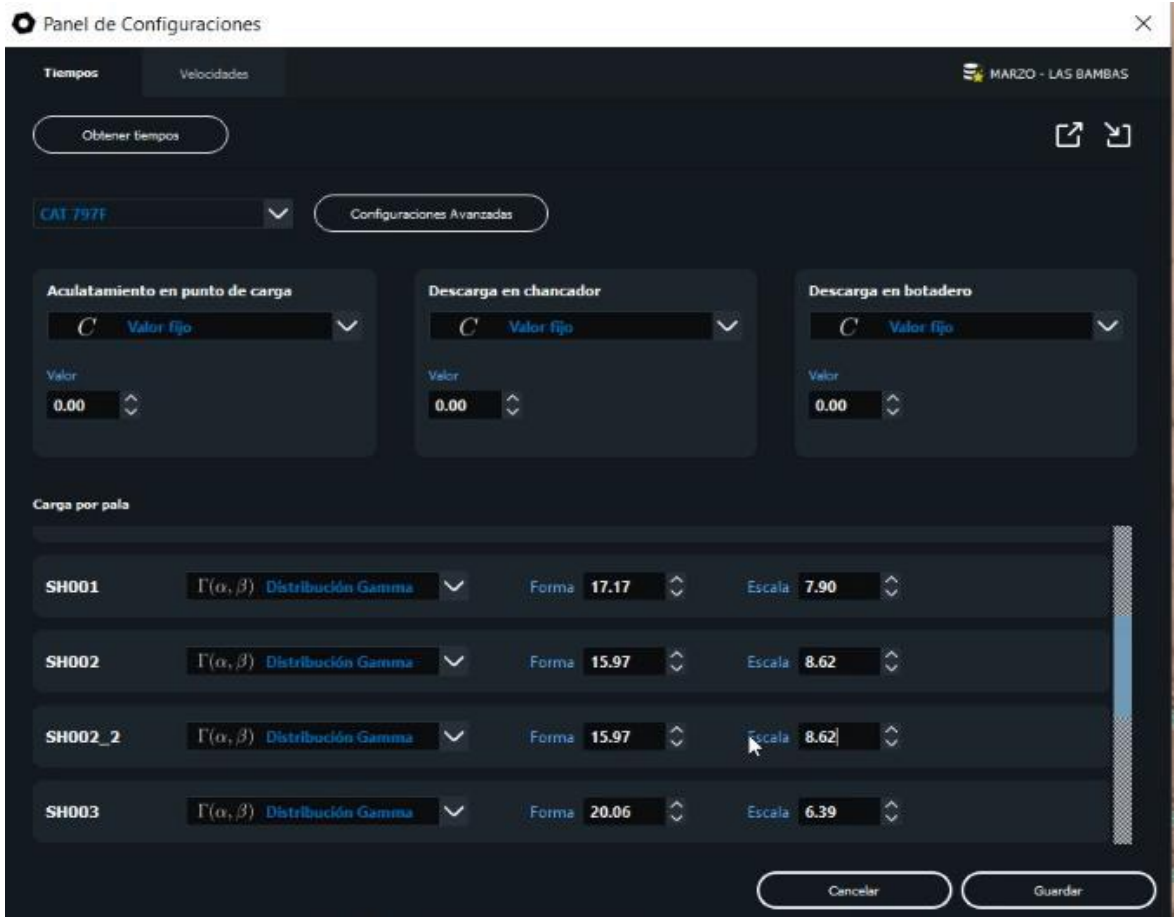 Panel de Configuraciones
Tiempos Velocidades MARZO - LAS BAMBAS
Obtener tiempos
CAT 797F Configuraciones Avanzadas
Aculatamiento en punto de carga Descarga en chancador Descarga en botadero
C Valor fijo C Valor fijo C Valor fijo
Valor Valor Valor
0.00 0.00 0.00
Carga por pala
SH001 Γ(α, β) Distribución Gamma Forma 17.17 Escala 7.90
SH002 Γ(α, β) Distribución Gamma Forma 15.97 Escala 8.62
SH002_2 Γ(α, β) Distribución Gamma Forma 15.97 Escala 8.62
SH003 Γ(α, β) Distribución Gamma Forma 20.06 Escala 6.39
Cancelar Guardar